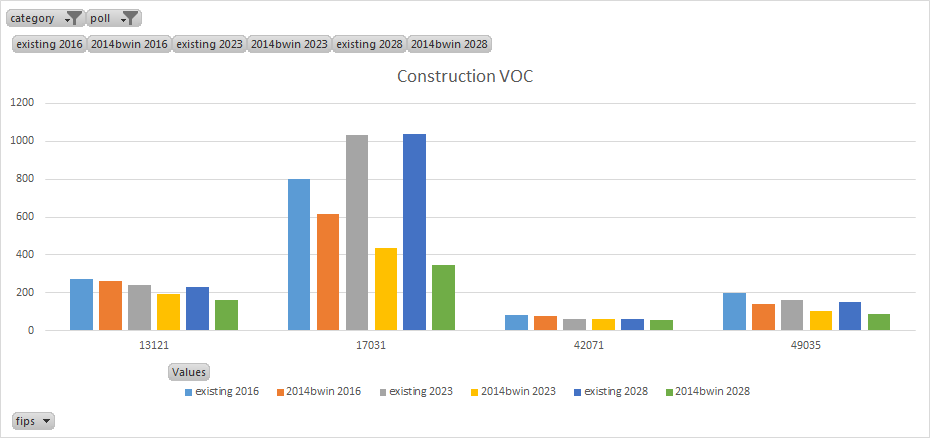 category poll
existing 2016 2014bwin 2016 existing 2023 2014bwin 2023 existing 2028 2014bwin 2028
Construction VOC
1200
1000
800
600
400
200
0
13121 17031 42071 49035
Values
existing 2016 2014bwin 2016 existing 2023 2014bwin 2023 existing 2028 2014bwin 2028
fips